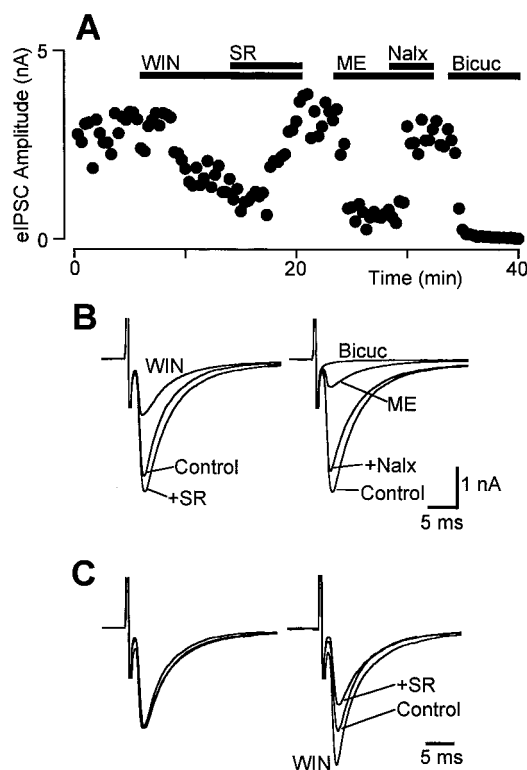 A
5
eIPSC Amplitude (nA)
0
WIN
SR
ME
Nalx
Bicuc
0
20
40
Time (min)
B
WIN
Control
+SR
Bicuc
ME
+Nalx
Control
1 nA
5 ms
C
+SR
Control
WIN
5 ms